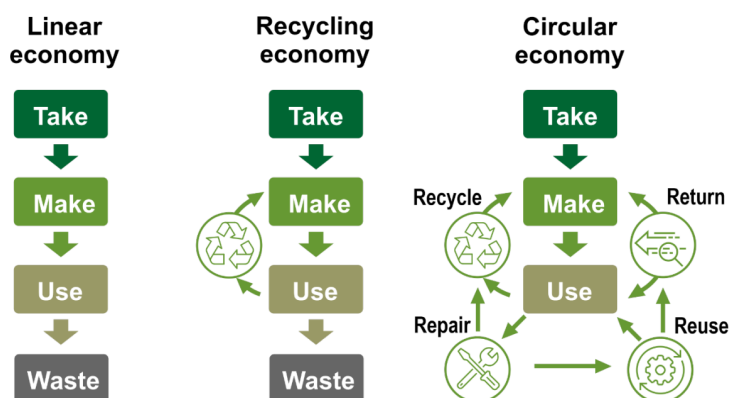 Linear
economy
Take
Make
Use
Waste
Recycling
economy
Take
Make
Use
Waste
Circular
economy
Take
Recycle
Make
Return
Use
Repair
Reuse